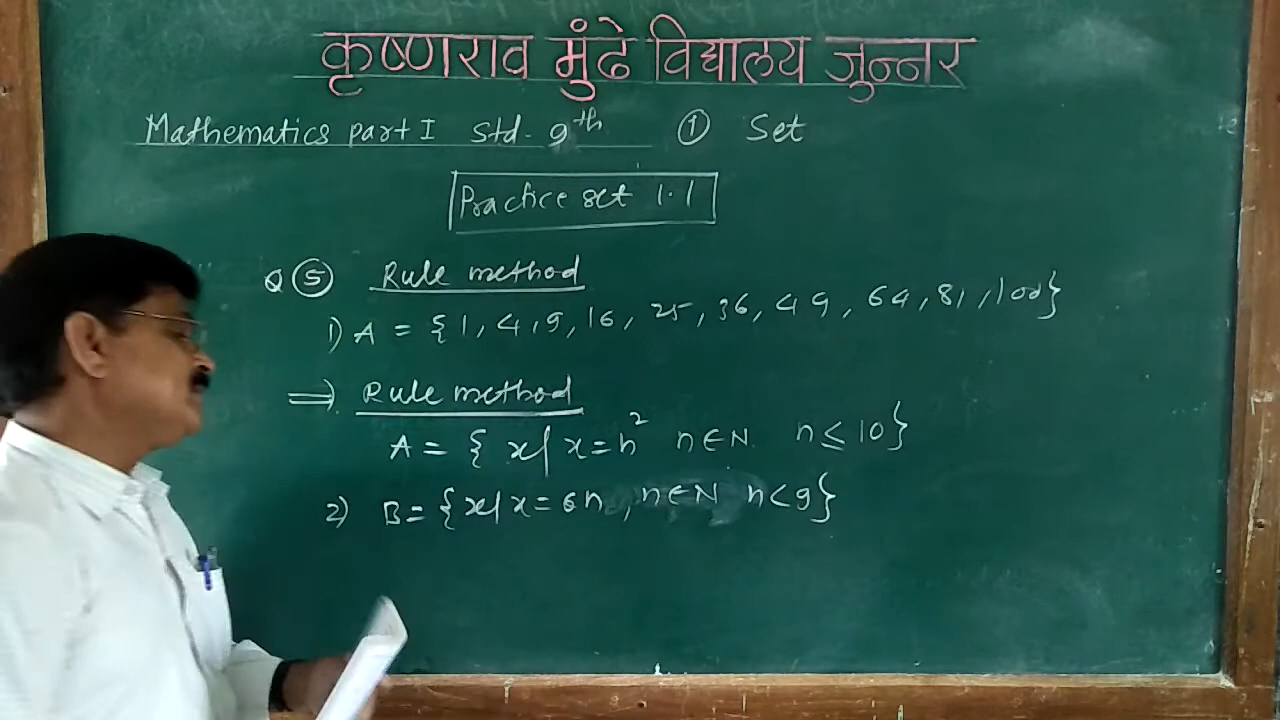 कृष्णराव मुंढे विद्यालय जुन्नर
Mathematics part I Std - 9th ① Set
Practice set 1.1
Q ⑤ Rule method
1) A = {1, 4, 9, 16, 25, 36, 49, 64, 81, 100}
⇒ Rule method
A = { x/x = n² n∈N. n ≤ 10}
2) B = {x/x = 6n, n∈N n<9}